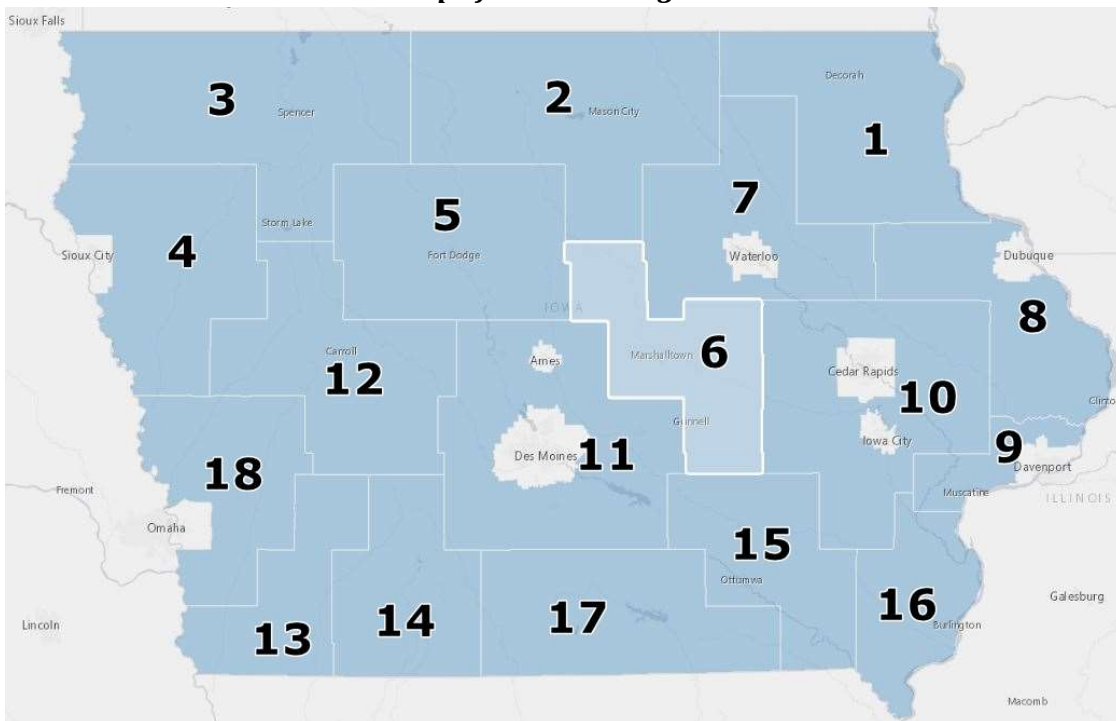 Sioux Falls
Decorah
3
2
Spencer
Mason City
1
7
5
Storm Lake
4
Sioux City
Fort Dodge
Waterloo
Dubuque
IOWA
8
Carroll
Ames
Marshalltown
6
12
Cedar Rapids
10
Clinto
Grinnell
Iowa City
9
Des Moines
11
Davenport
18
Fremont
Muscatine
ILLINOIS
Omaha
15
Ottumwa
Galesburg
16
Lincoln
13
14
17
Burlington
Macomb